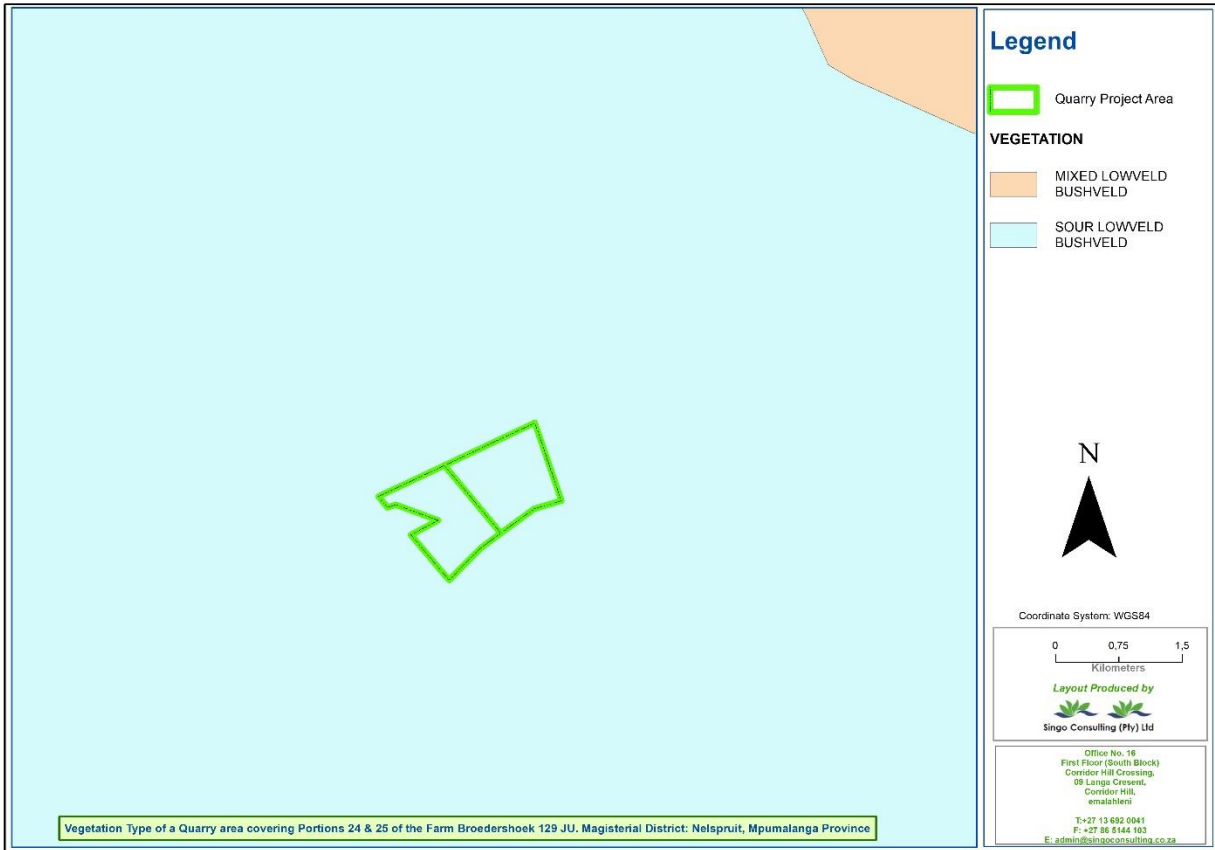 Legend
Quarry Project Area
VEGETATION
MIXED LOWVELD
BUSHVELD
SOUR LOWVELD
BUSHVELD
N
Coordinate System: WGS84
0 0,75 1,5
Kilometers
Layout Produced by
Singo Consulting (Pty) Ltd
Office No. 16
First Floor (South Block)
Corridor Hill Crossing,
09 Langa Cresent,
Corridor Hill,
emalahleni
T:+27 13 692 0041
F: +27 86 5144 103
E: admin@singoconsulting.co.za
Vegetation Type of a Quarry area covering Portions 24 & 25 of the Farm Broedershoek 129 JU. Magisterial District: Nelspruit, Mpumalanga Province